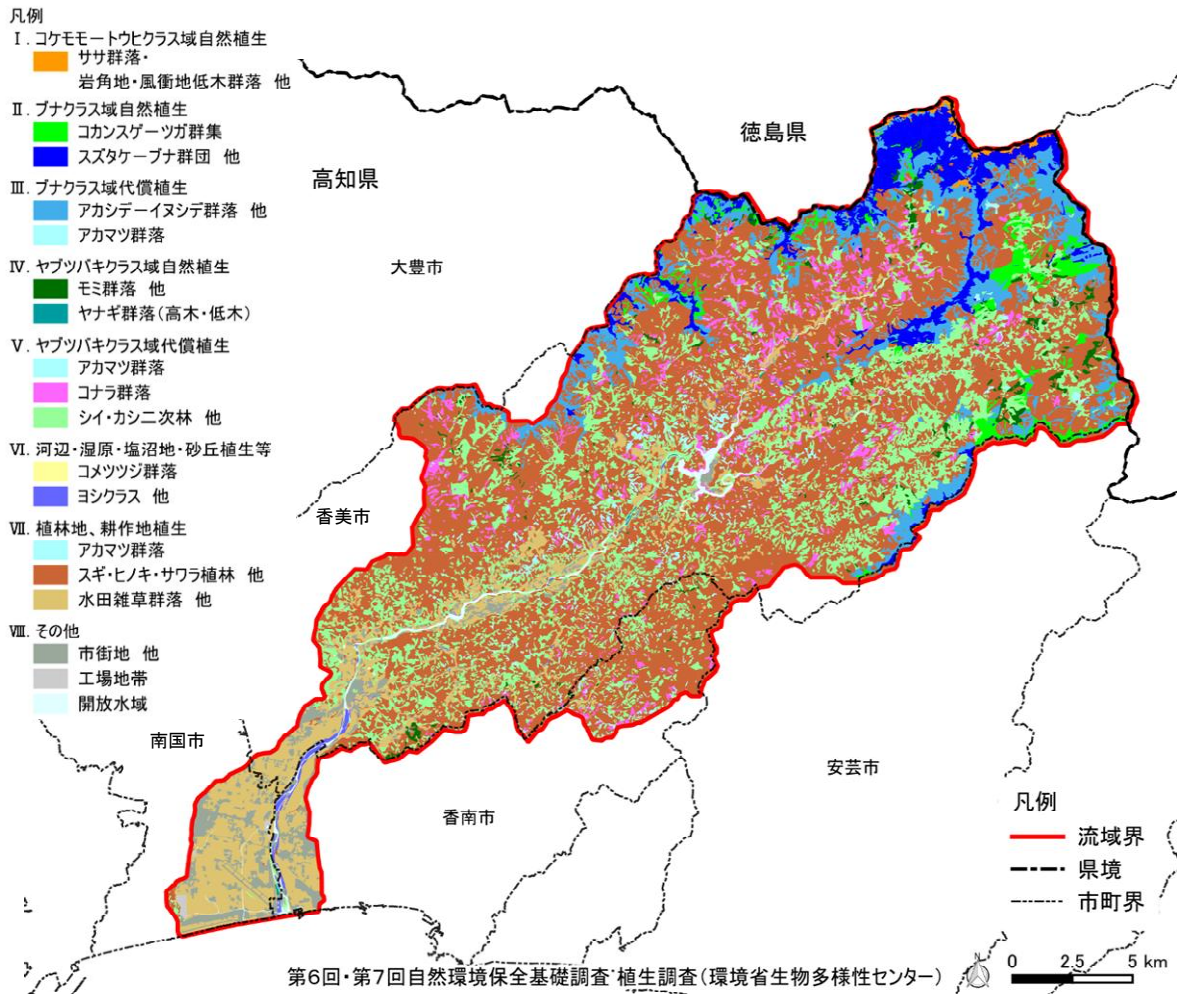 凡例
Ⅰ. コケモモートウヒクラス域自然植生
ササ群落・
岩角地・風衝地低木群落 他
Ⅱ. ブナクラス域自然植生
コカンスゲーツガ群集
スズタケーブナ群団 他
Ⅲ. ブナクラス域代償植生
アカシデーイヌシデ群落 他
アカマツ群落
Ⅳ. ヤブツバキクラス域自然植生
モミ群落 他
ヤナギ群落(高木・低木)
Ⅴ. ヤブツバキクラス域代償植生
アカマツ群落
コナラ群落
シイ・カシ二次林 他
Ⅵ. 河辺・湿原・塩沼地・砂丘植生等
コメツツジ群落
ヨシクラス 他
Ⅶ. 植林地、耕作地植生
アカマツ群落
スギ・ヒノキ・サワラ植林 他
水田雑草群落 他
Ⅷ. その他
市街地 他
工場地帯
開放水域
徳島県
高知県
大豊市
香美市
南国市
香南市
安芸市
凡例
流域界
県境
市町界
0 2.5 5 km
第6回・第7回自然環境保全基礎調査 植生調査(環境省生物多様性センター)